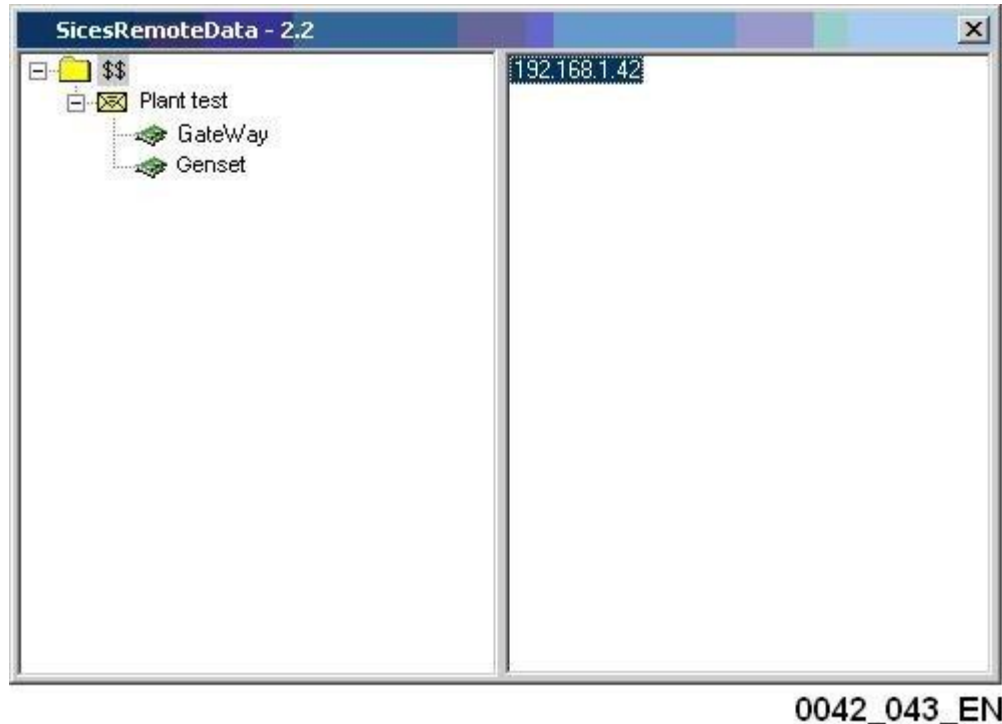 SicesRemoteData - 2.2
$$
Plant test
GateWay
Genset
192.168.1.42
0042_043_EN